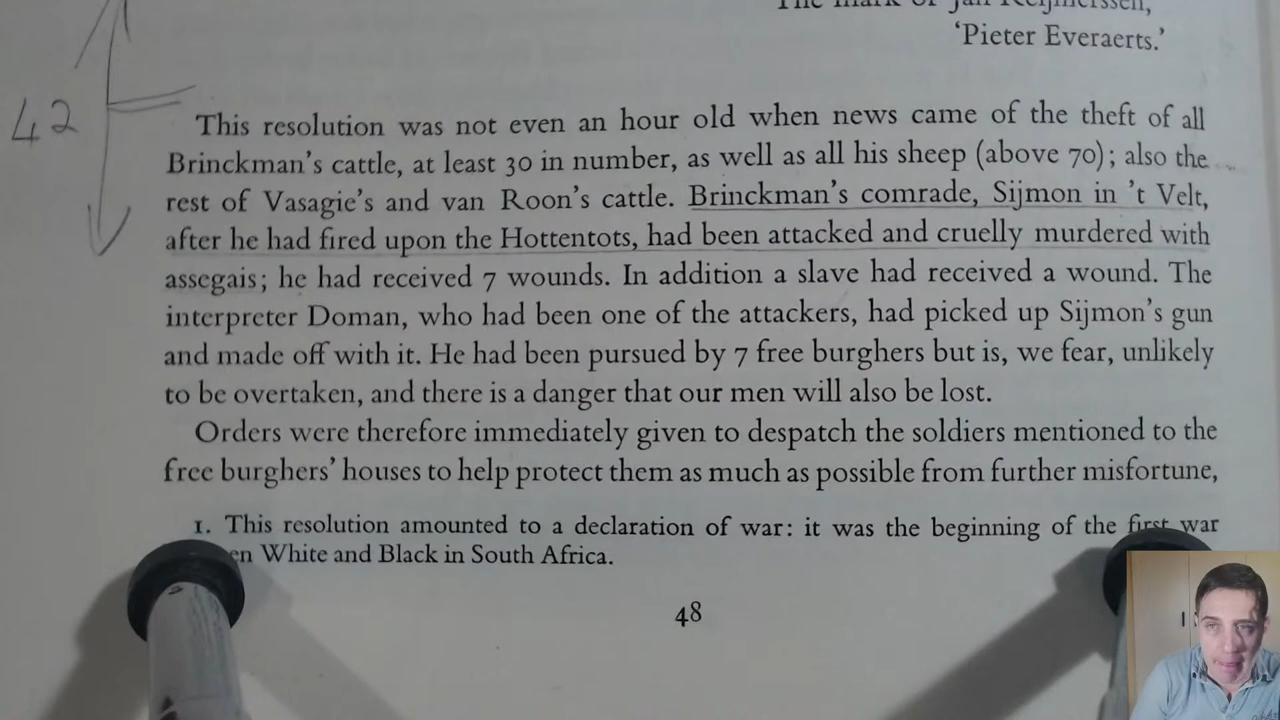 The mark of Jan Reijnierssen,
‘Pieter Everaerts.’
42
This resolution was not even an hour old when news came of the theft of all
Brinckman’s cattle, at least 30 in number, as well as all his sheep (above 70); also the
rest of Vasagie’s and van Roon’s cattle. Brinckman’s comrade, Sijmon in ’t Velt,
after he had fired upon the Hottentots, had been attacked and cruelly murdered with
assegais; he had received 7 wounds. In addition a slave had received a wound. The
interpreter Doman, who had been one of the attackers, had picked up Sijmon’s gun
and made off with it. He had been pursued by 7 free burghers but is, we fear, unlikely
to be overtaken, and there is a danger that our men will also be lost.
Orders were therefore immediately given to despatch the soldiers mentioned to the
free burghers’ houses to help protect them as much as possible from further misfortune,
1. This resolution amounted to a declaration of war: it was the beginning of the first war
en White and Black in South Africa.
48